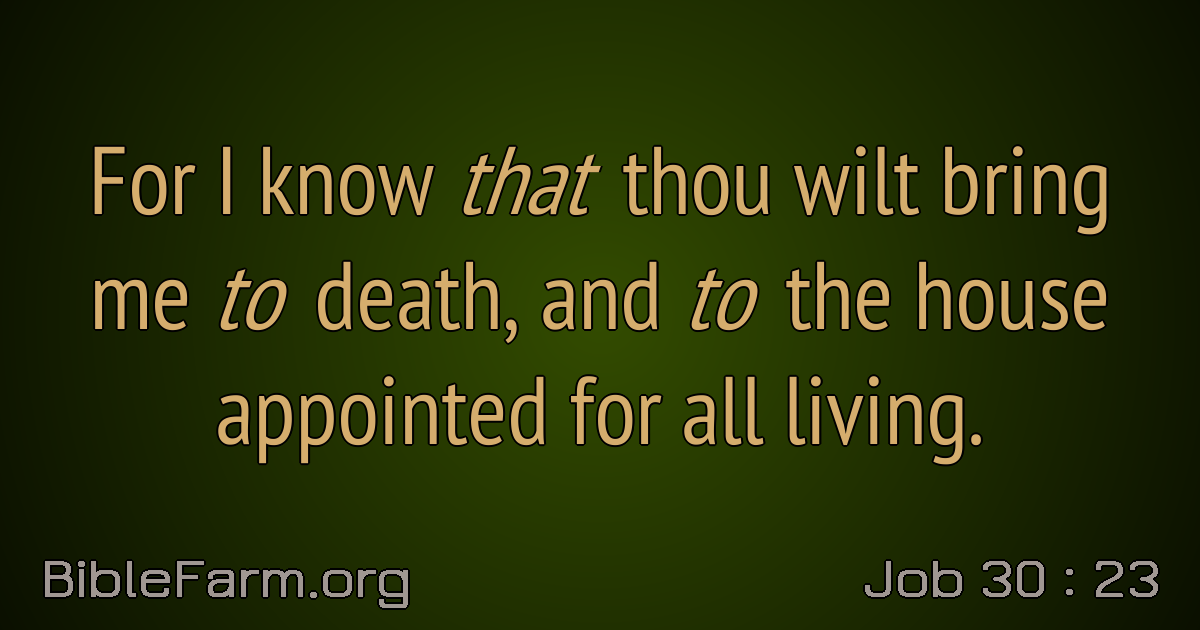 For I know that thou wilt bring
me to death, and to the house
appointed for all living.
BibleFarm.org
Job 30 : 23